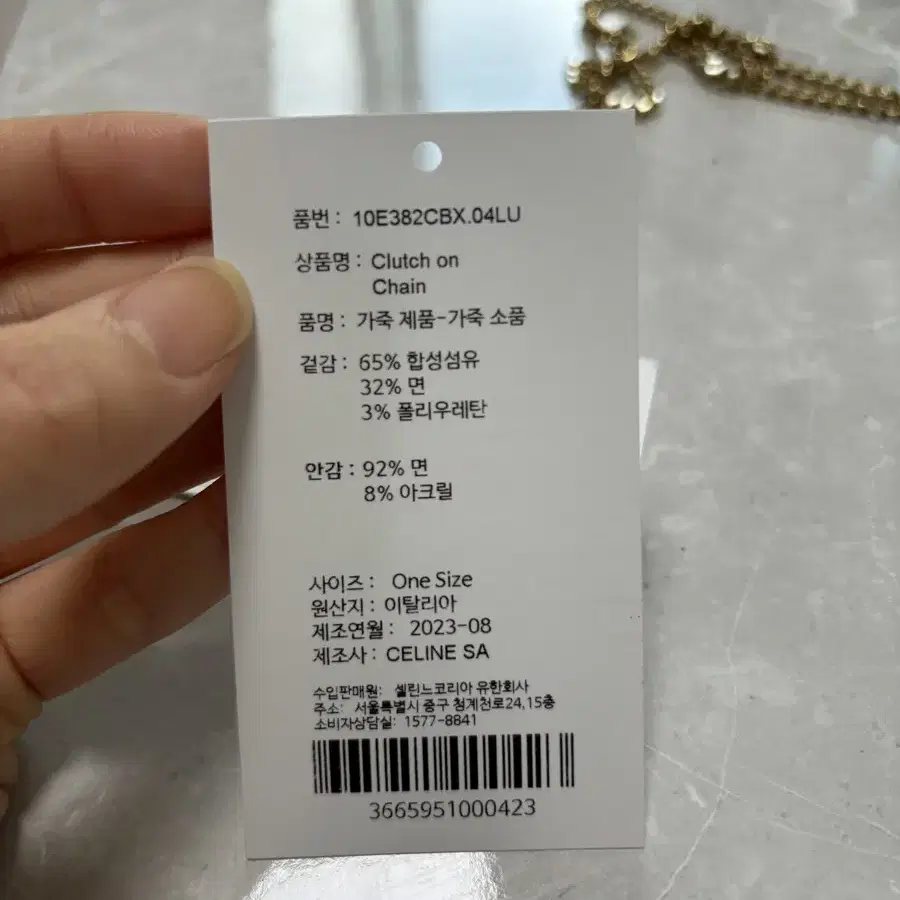 품번 : 10E382CBX.04LU
상품명 : Clutch on
Chain
품명 : 가죽 제품-가죽 소품
겉감 : 65% 합성섬유
32% 면
3% 폴리우레탄
안감 : 92% 면
8% 아크릴
사이즈 : One Size
원산지 : 이탈리아
제조연월 : 2023-08
제조사 : CELINE SA
수입판매원: 셀린느코리아 유한회사
주소: 서울특별시 중구 청계천로24,15층
소비자상담실: 1577-8841
3665951000423